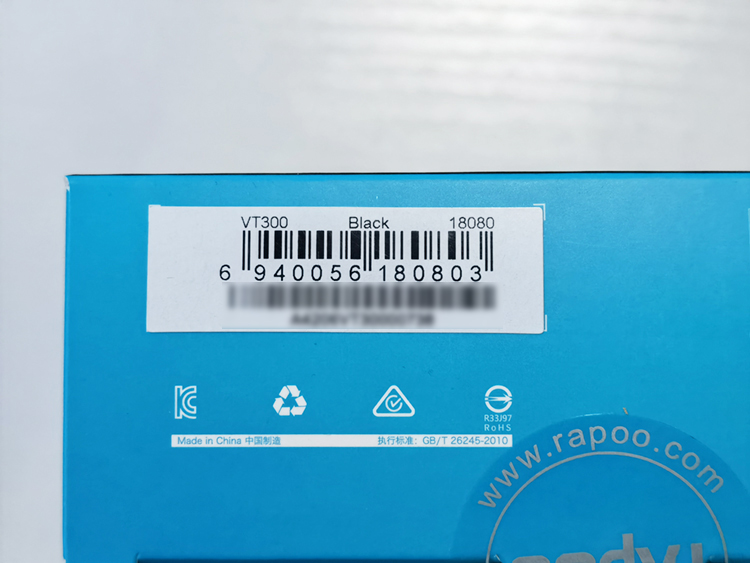 VT300 Black 18080
6 940056 180803
R33J97
RoHS
Made in China 中国制造 执行标准: GB/T 26245-2010
www.rapoo.com